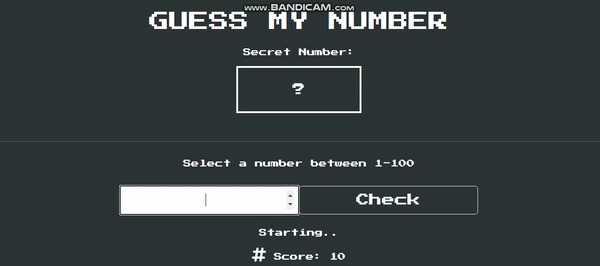 www.BANDICAM.com
GUESS MY NUMBER
Secret Number:
?
Select a number between 1-100
Check
Starting..
# Score: 10